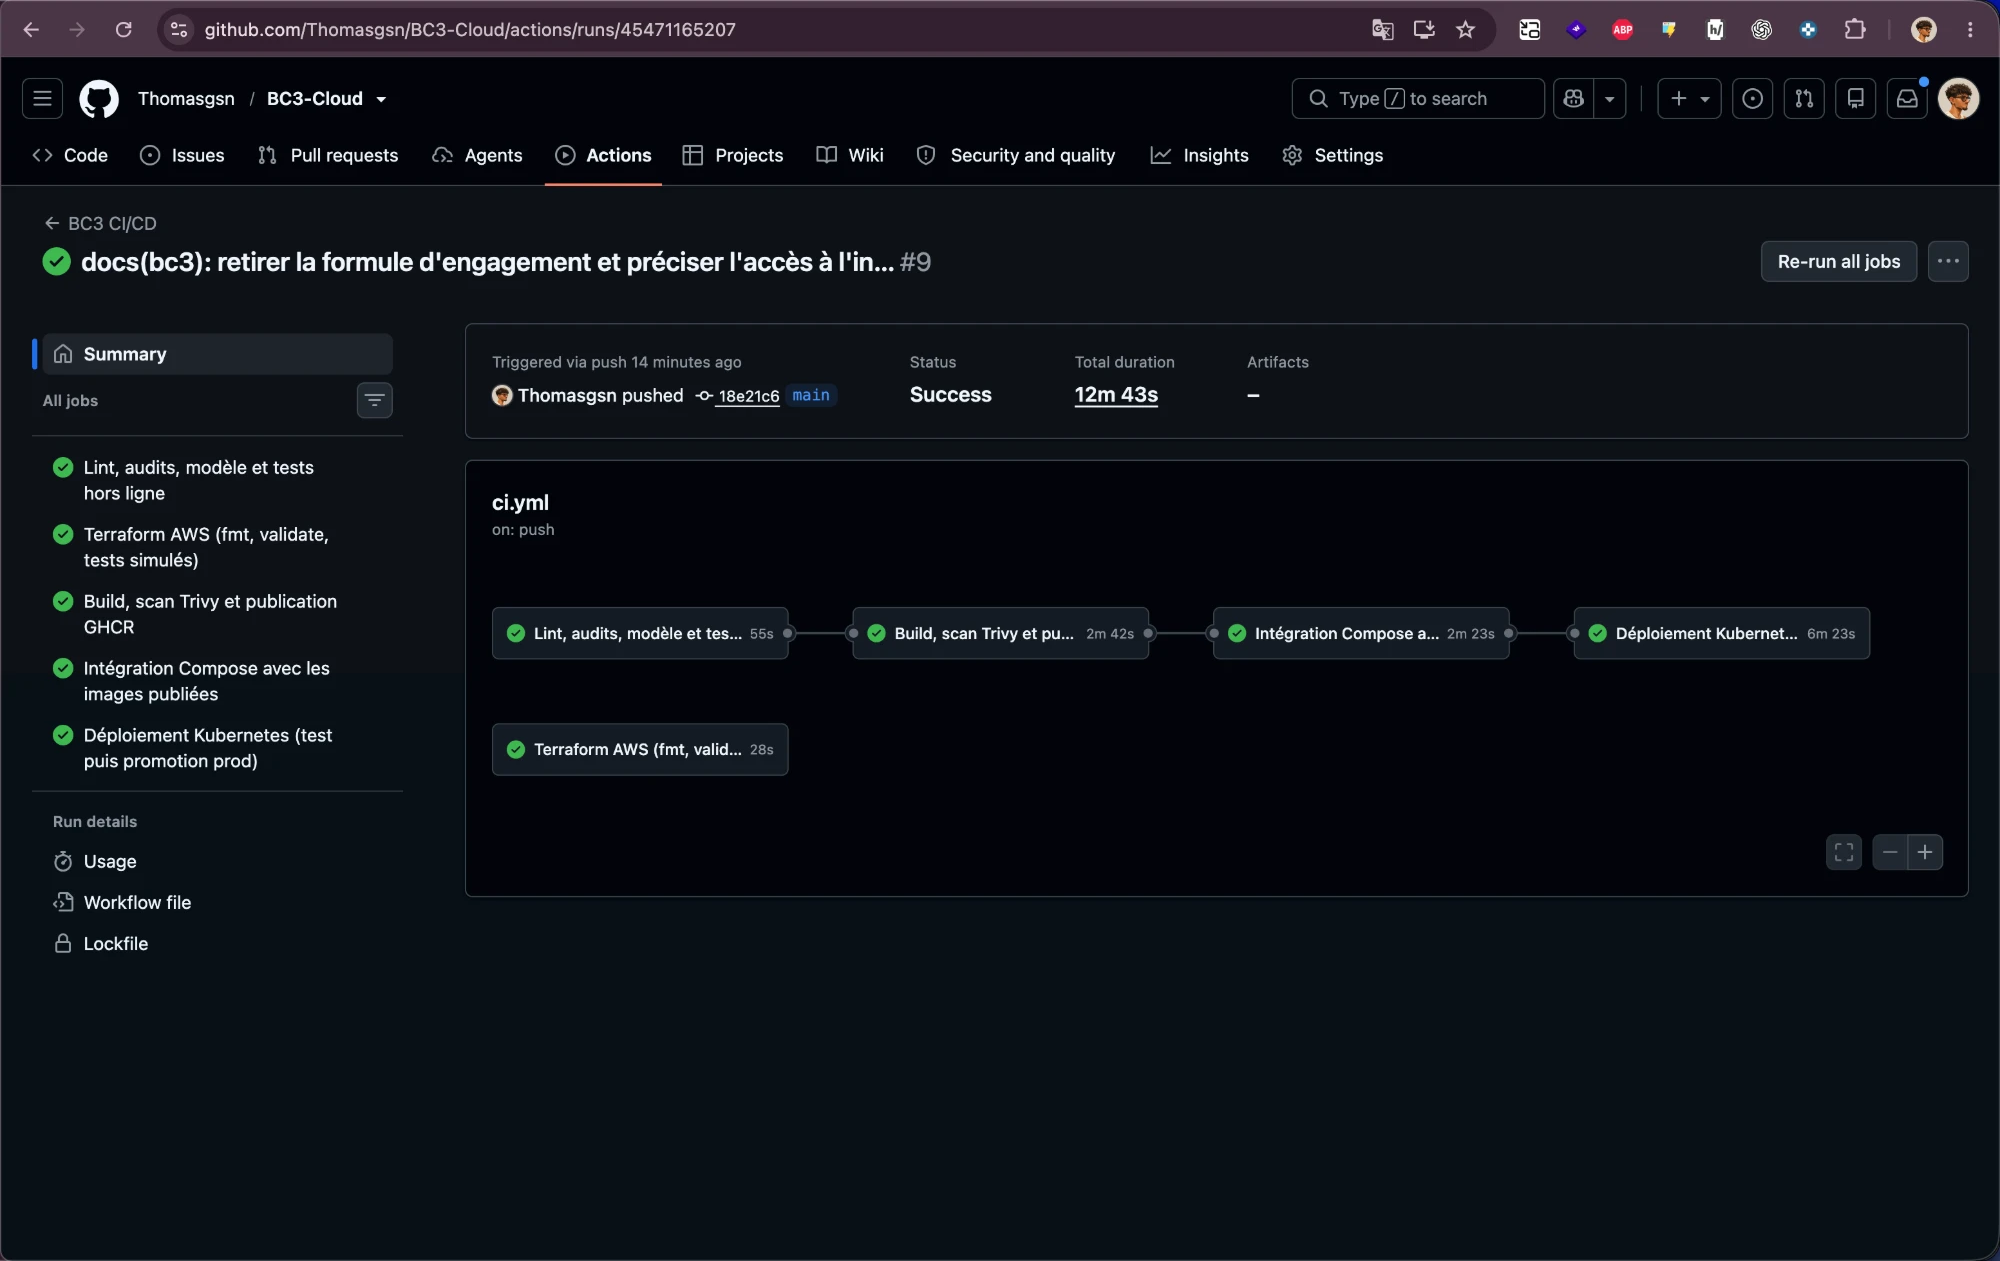 github.com/Thomasgsn/BC3-Cloud/actions/runs/45471165207
ABP
Thomasgsn / BC3-Cloud
Type / to search
Code
Issues
Pull requests
Agents
Actions
Projects
Wiki
Security and quality
Insights
Settings
BC3 CI/CD
docs(bc3): retirer la formule d'engagement et préciser l'accès à l'in... #9
Re-run all jobs
Summary
All jobs
Lint, audits, modèle et tests
hors ligne
Terraform AWS (fmt, validate,
tests simulés)
Build, scan Trivy et publication
GHCR
Intégration Compose avec les
images publiées
Déploiement Kubernetes (test
puis promotion prod)
Run details
Usage
Workflow file
Lockfile
Triggered via push 14 minutes ago
Thomasgsn pushed 18e21c6 main
Status
Success
Total duration
12m 43s
Artifacts
–
ci.yml
on: push
Lint, audits, modèle et tes... 55s
Build, scan Trivy et pu... 2m 42s
Intégration Compose a... 2m 23s
Déploiement Kubernet... 6m 23s
Terraform AWS (fmt, valid... 28s